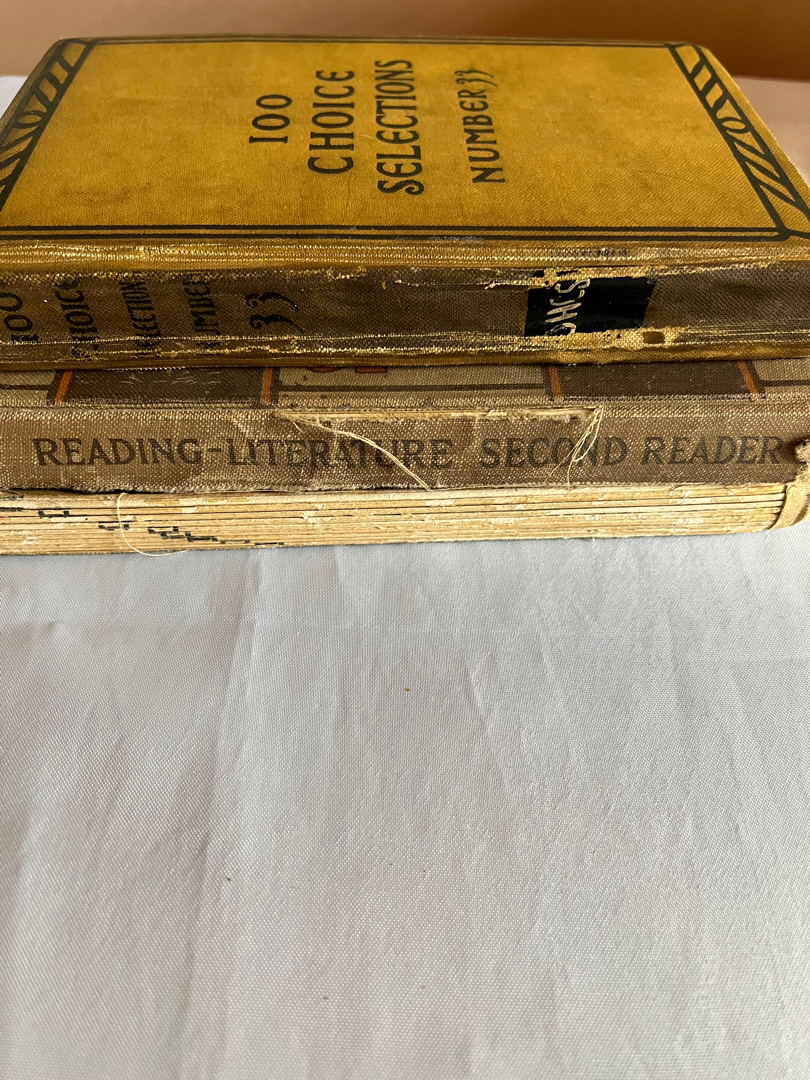 100
CHOICE
SELECTIONS
NUMBER 33
100
CHOICE
SELECTIONS
NUMBER
33
READING-LITERATURE SECOND READER